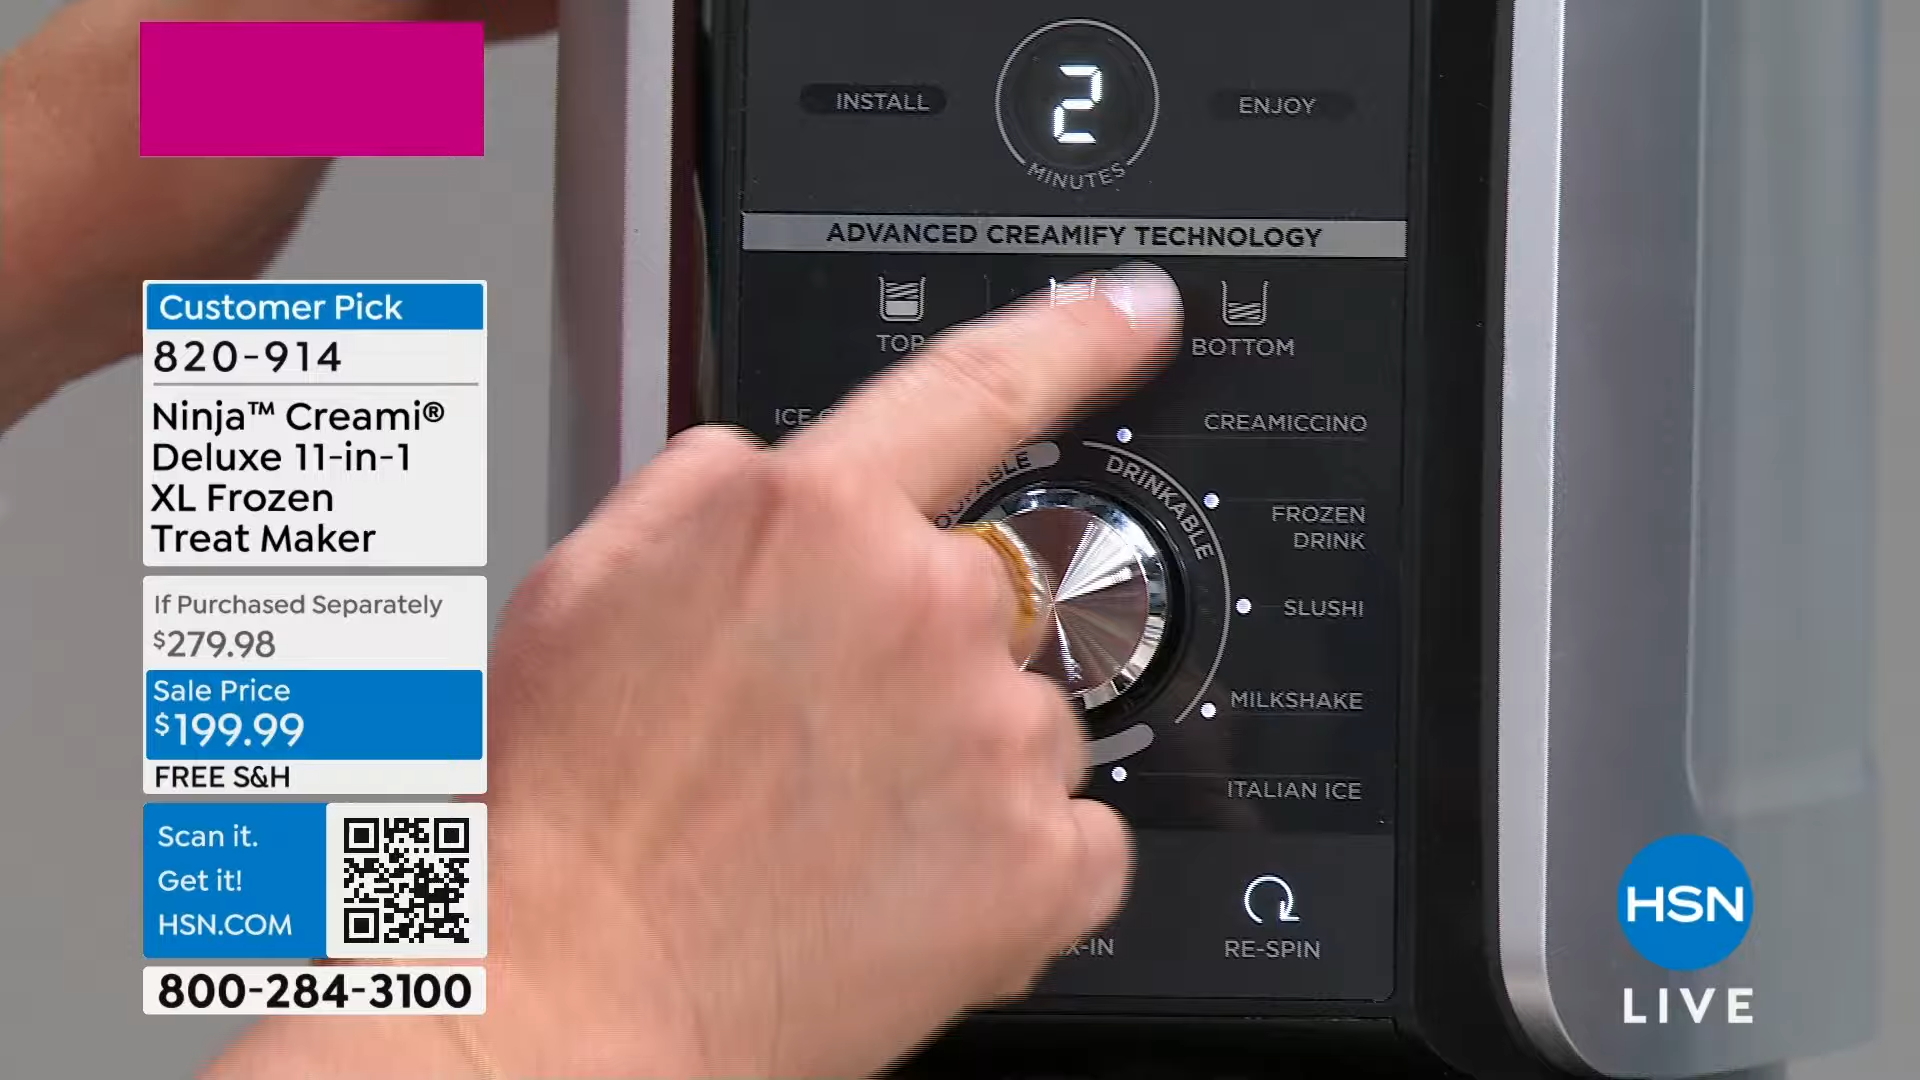 INSTALL
2
MINUTES
ENJOY
ADVANCED CREAMIFY TECHNOLOGY
TOP
BOTTOM
CREAMICCINO
DRINKABLE
FROZEN
DRINK
SLUSHI
MILKSHAKE
ITALIAN ICE
RE-SPIN
Customer Pick
820-914
Ninja™ Creami®
Deluxe 11-in-1
XL Frozen
Treat Maker
If Purchased Separately
$279.98
Sale Price
$199.99
FREE S&H
Scan it.
Get it!
HSN.COM
800-284-3100
HSN
LIVE